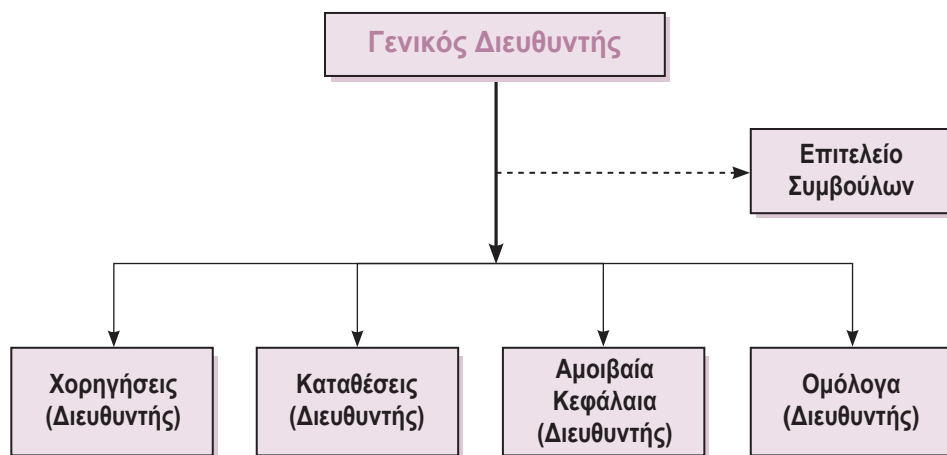 Γενικός Διευθυντής
Επιτελείο
Συμβούλων
Χορηγήσεις
(Διευθυντής)
Καταθέσεις
(Διευθυντής)
Αμοιβαία
Κεφάλαια
(Διευθυντής)
Ομόλογα
(Διευθυντής)